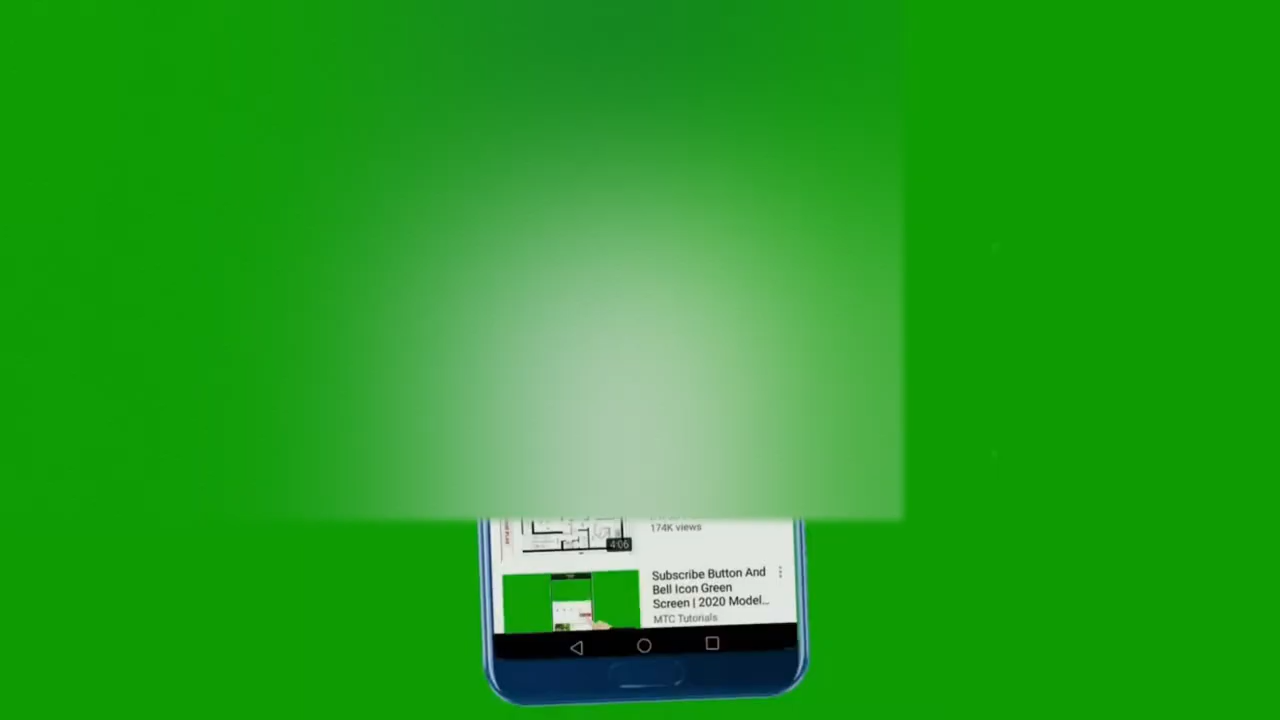 174K views
4:06
Subscribe Button And
Bell Icon Green
Screen | 2020 Model...
MTC Tutorials